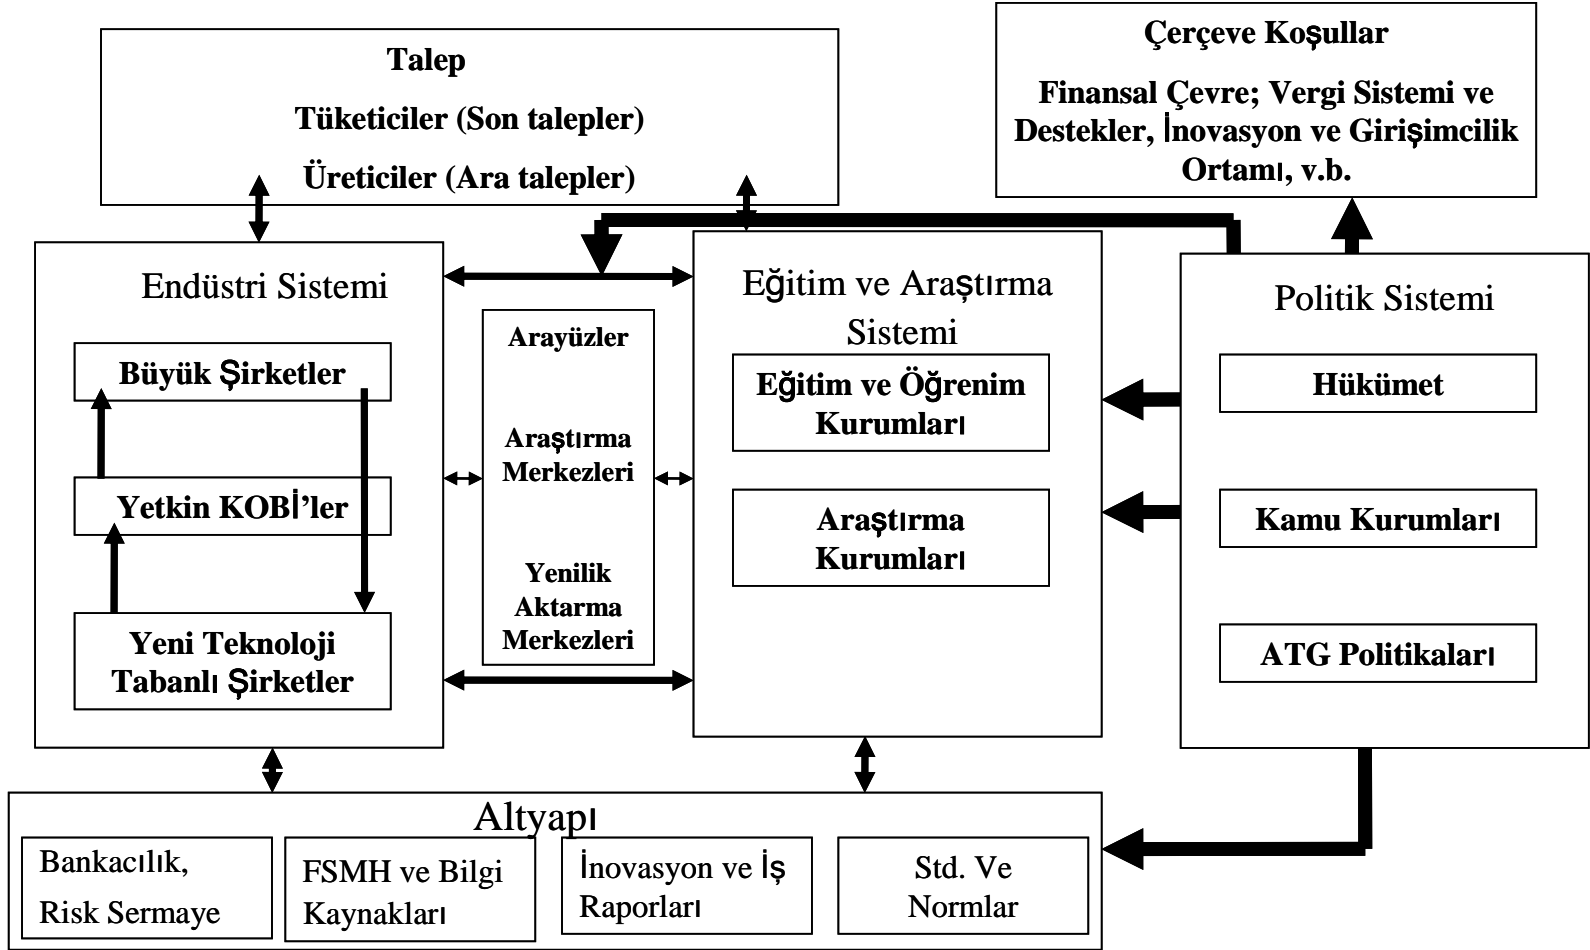 Talep
Tüketiciler (Son talepler)
Üreticiler (Ara talepler)
Çerçeve Koşullar
Finansal Çevre; Vergi Sistemi ve
Destekler, İnovasyon ve Girişimcilik
Ortamı, v.b.
Endüstri Sistemi
Büyük Şirketler
Yetkin KOBİ’ler
Yeni Teknoloji
Tabanlı Şirketler
Arayüzler
Araştırma
Merkezleri
Yenilik
Aktarma
Merkezleri
Eğitim ve Araştırma
Sistemi
Eğitim ve Öğrenim
Kurumları
Araştırma
Kurumları
Politik Sistemi
Hükümet
Kamu Kurumları
ATG Politikaları
Altyapı
Bankacılık,
Risk Sermaye
FSMH ve Bilgi
Kaynakları
İnovasyon ve İş
Raporları
Std. Ve
Normlar